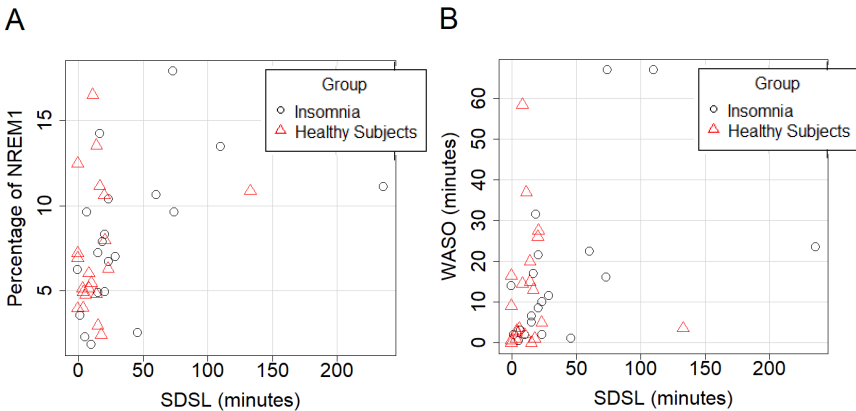 A
Percentage of NREM1
15
10
5
0
50
100
150
200
SDSL (minutes)
Group
Insomnia
Healthy Subjects
B
WASO (minutes)
60
50
40
30
20
10
0
0
50
100
150
200
SDSL (minutes)
Group
Insomnia
Healthy Subjects